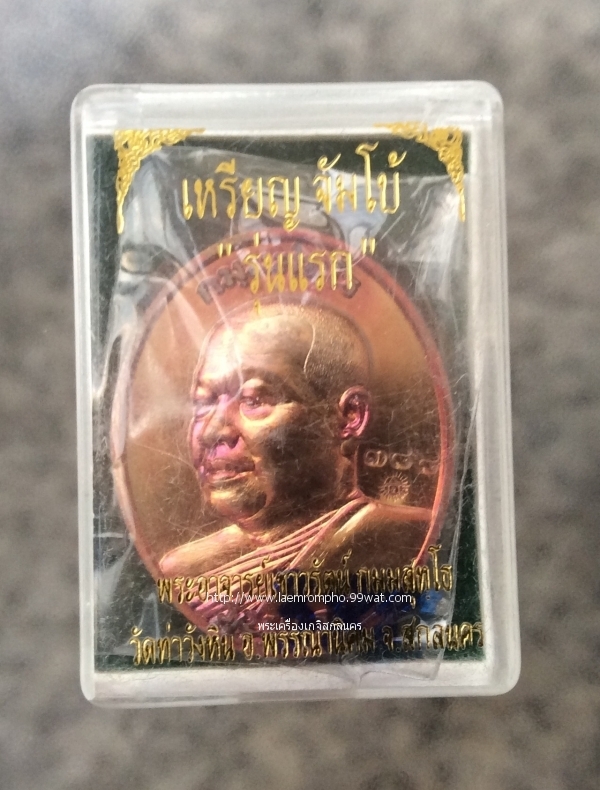 เหรียญ จัมโบ้
"รุ่นแรก"
พระอาจารย์เชาวรัตน์ กมฺมสุทฺโธ
http://www.laemrompho.99wat.com/
พระเครื่องเกจิสกลนคร
วัดท่าวังหิน อ.พรรณานิคม จ.สกลนคร